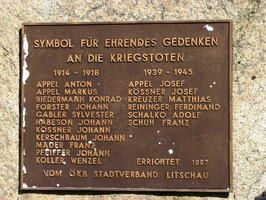 SYMBOL FÜR EHRENDES GEDENKEN
AN DIE KRIEGSTOTEN
1914 - 1918
APPEL ANTON
APPEL MARKUS
BIEDERMANN KONRAD
FORSTER JOHANN
GABLER SYLVESTER
HABESON JOHANN
KÖSSNER JOHANN
KERSCHBAUM JOHANN
MADER FRANZ
PFEIFFER JOHANN
KOLLER WENZEL
1939 - 1945
APPEL JOSEF
KÖSSNER JOSEF
KREUZER MATTHIAS
REININGER FERDINAND
SCHALKO ADOLF
SCHUH FRANZ
ERRICHTET 1987
VOM ÖKB STADTVERBAND LITSCHAU